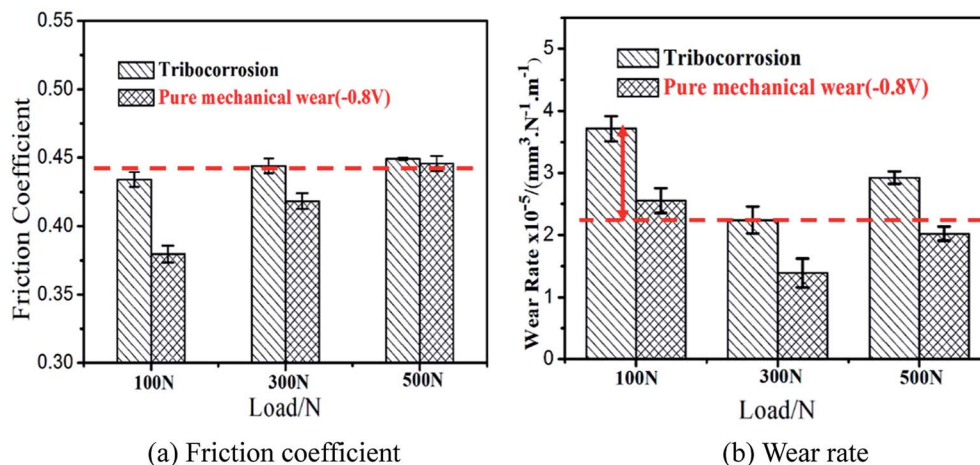 0.55
0.50
0.45
0.40
0.35
0.30
Friction Coefficient
Tribocorrosion
Pure mechanical wear(-0.8V)
100N
300N
500N
Load/N
(a) Friction coefficient
5
4
3
2
1
0
Wear Rate x10⁻⁵/(mm³.N⁻¹.m⁻¹)
Tribocorrosion
Pure mechanical wear(-0.8V)
100N
300N
500N
Load/N
(b) Wear rate